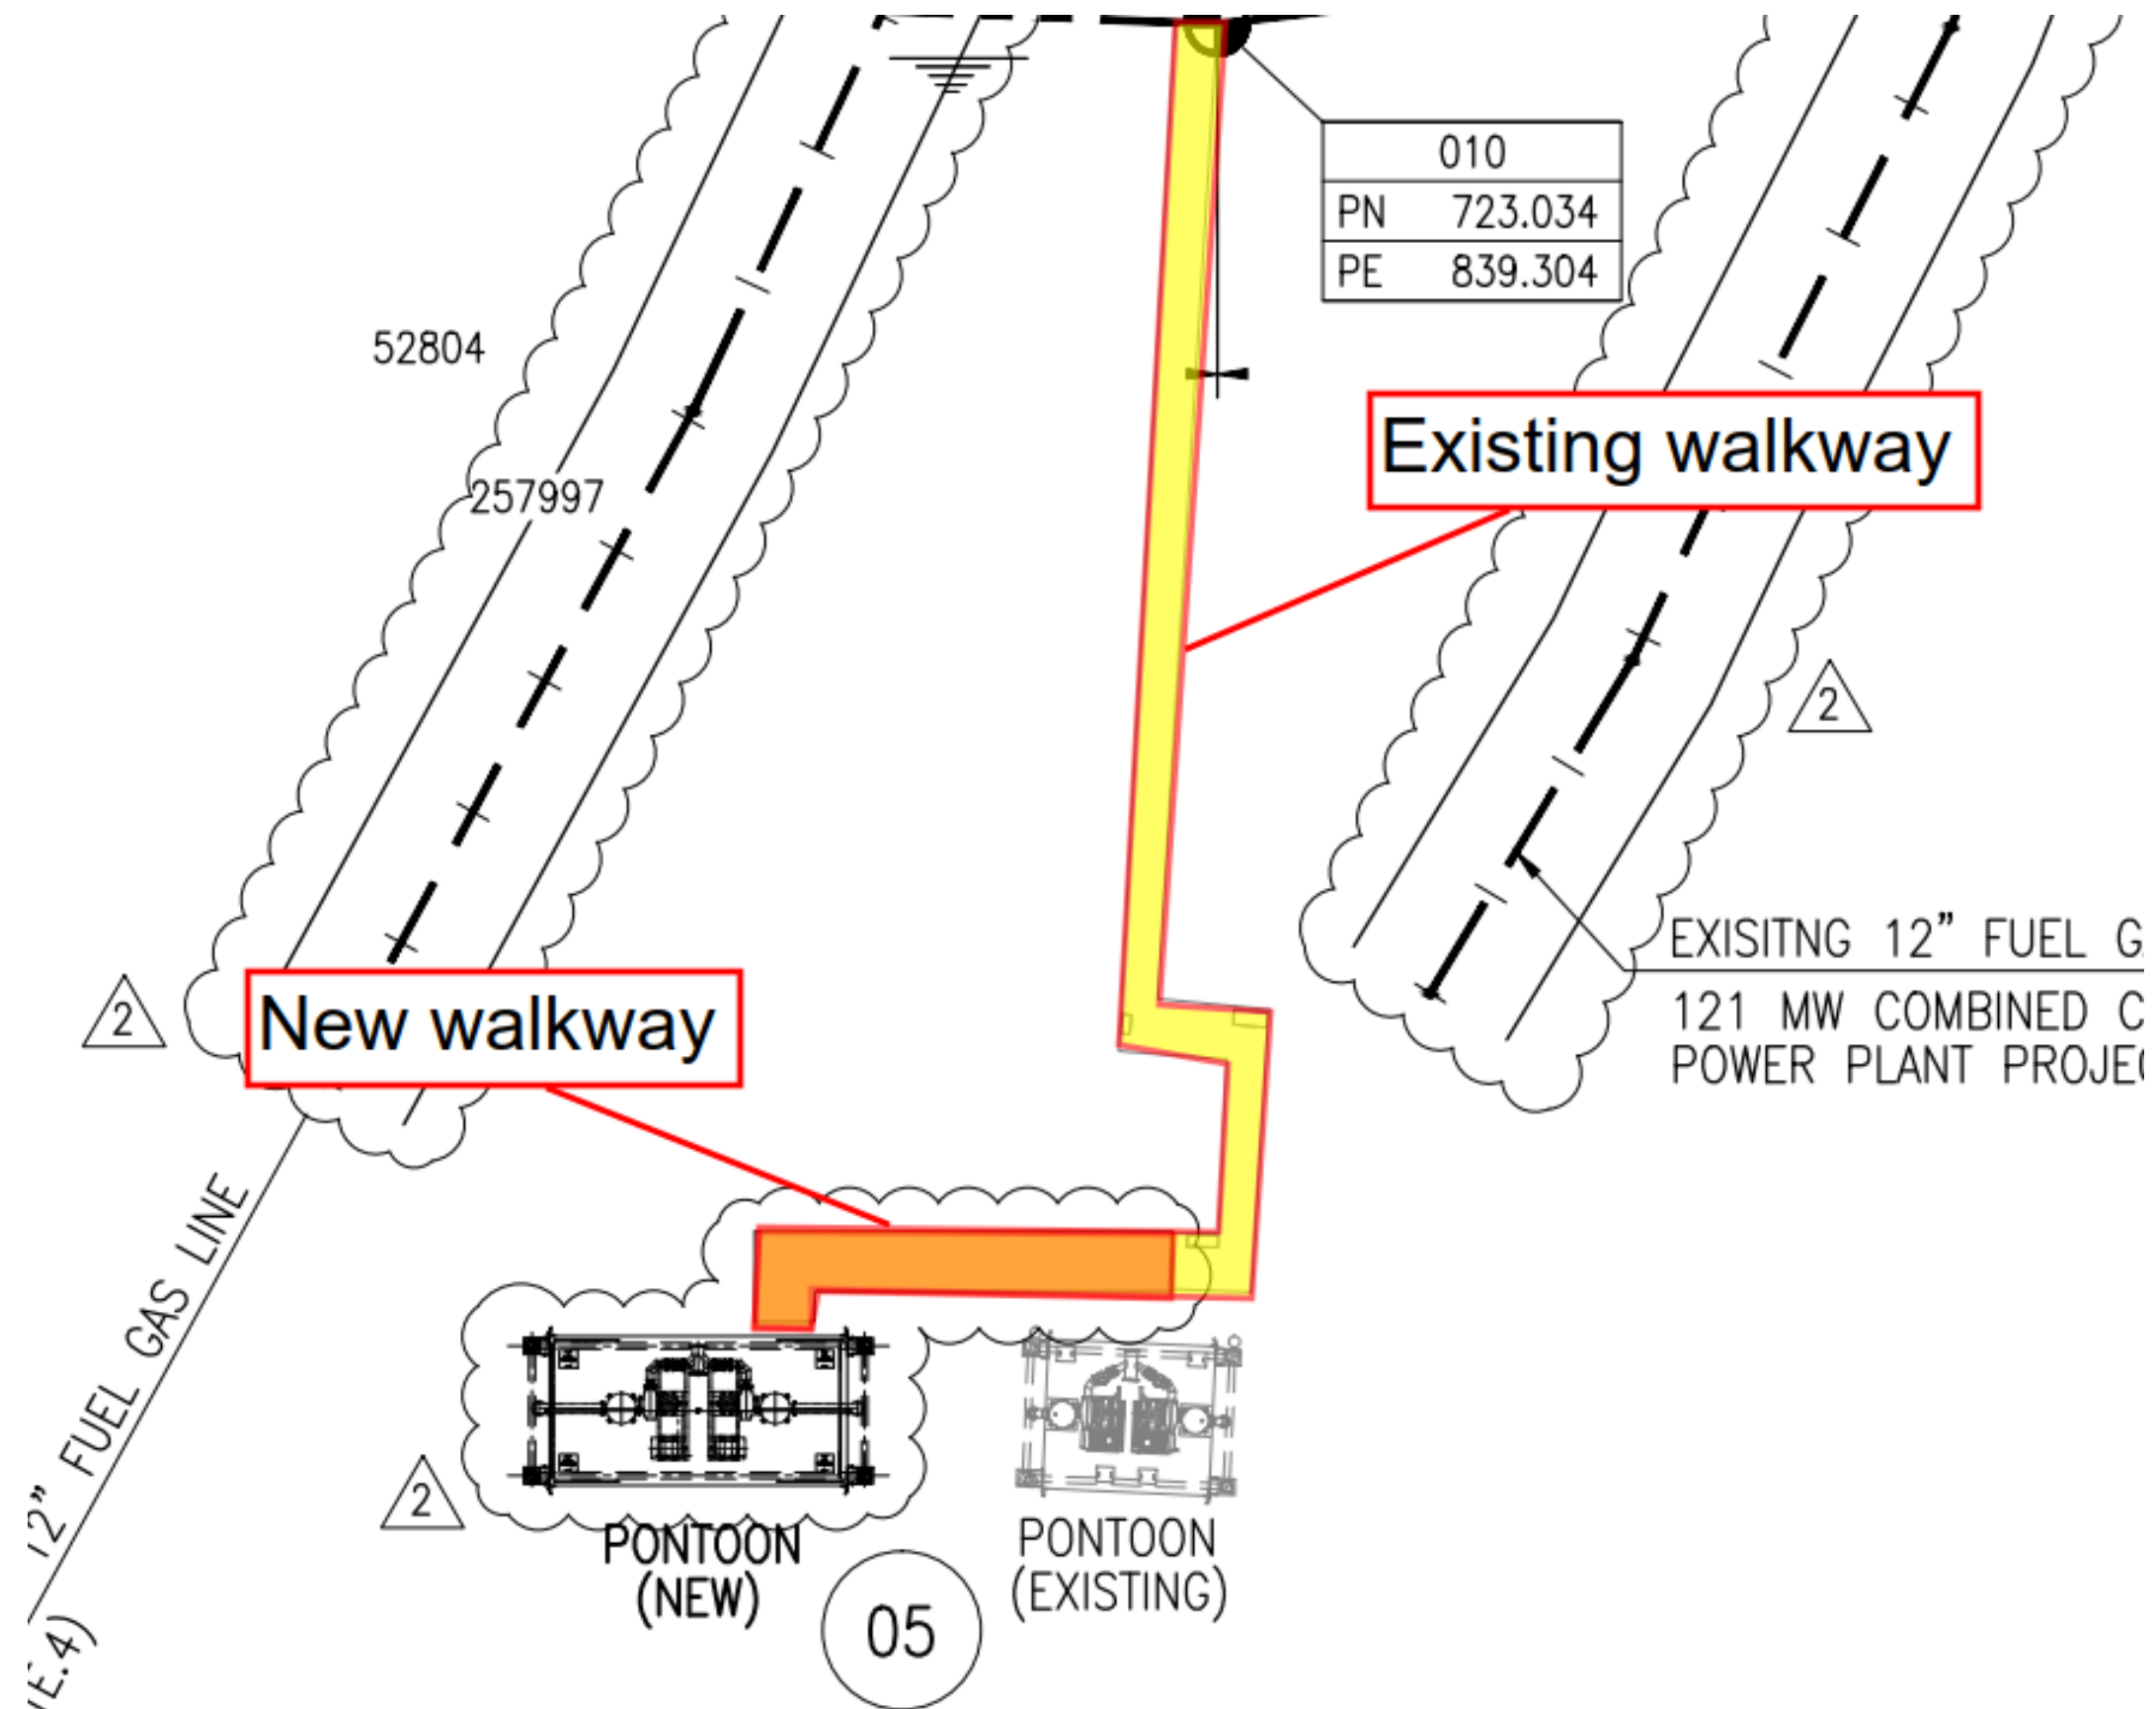 010
PN 723.034
PE 839.304
52804
Existing walkway
257997
2
EXISITNG 12” FUEL
121 MW COMBINED
POWER PLANT
New walkway
2
12” FUEL GAS LINE
2
PONTOON
(NEW)
PONTOON
(EXISTING)
05